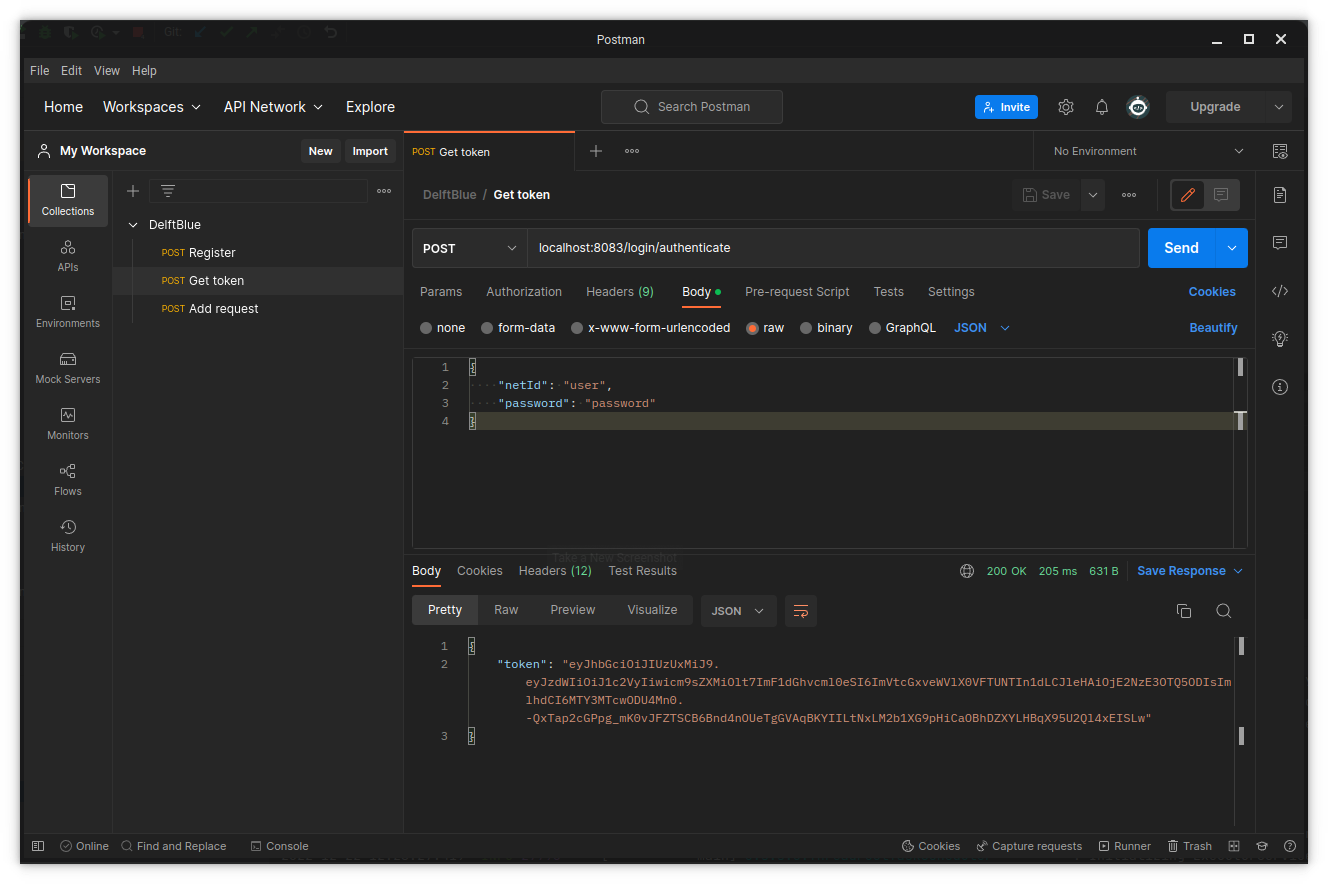 Git:
Postman
File Edit View Help
Home Workspaces API Network Explore Search Postman Invite Upgrade
My Workspace New Import POST Get token No Environment
Collections
APIs
Environments
Mock Servers
Monitors
Flows
History
DelftBlue
POST Register
POST Get token
POST Add request
DelftBlue / Get token Save
POST localhost:8083/login/authenticate Send
Params Authorization Headers (9) Body Pre-request Script Tests Settings Cookies
none form-data x-www-form-urlencoded raw binary GraphQL JSON Beautify
1 {
2 "netId": "user",
3 "password": "password"
4 }
Take a New Screenshot
Body Cookies Headers (12) Test Results 200 OK 205 ms 631 B Save Response
Pretty Raw Preview Visualize JSON
1 {
2 "token": "eyJhbGciOiJIUzUxMiJ9.
eyJzdWIiOiJ1c2VyIiwicm9sZXMiOlt7ImF1dGhvcml0eSI6ImVtcGxveWVlX0VFTUNTIn1dLCJleHAiOjE2NzE3OTQ5ODIsIm
lhdCI6MTY3MTcwODU4Mn0.
-QxTap2cGPpg_mK0vJFZTSCB6Bnd4nOUeTgGVAqBKYIILtNxLM2b1XG9pHiCaOBhDZXYLHBqX95U2Ql4xEISLw"
3 }
Online Find and Replace Console Cookies Capture requests Runner Trash